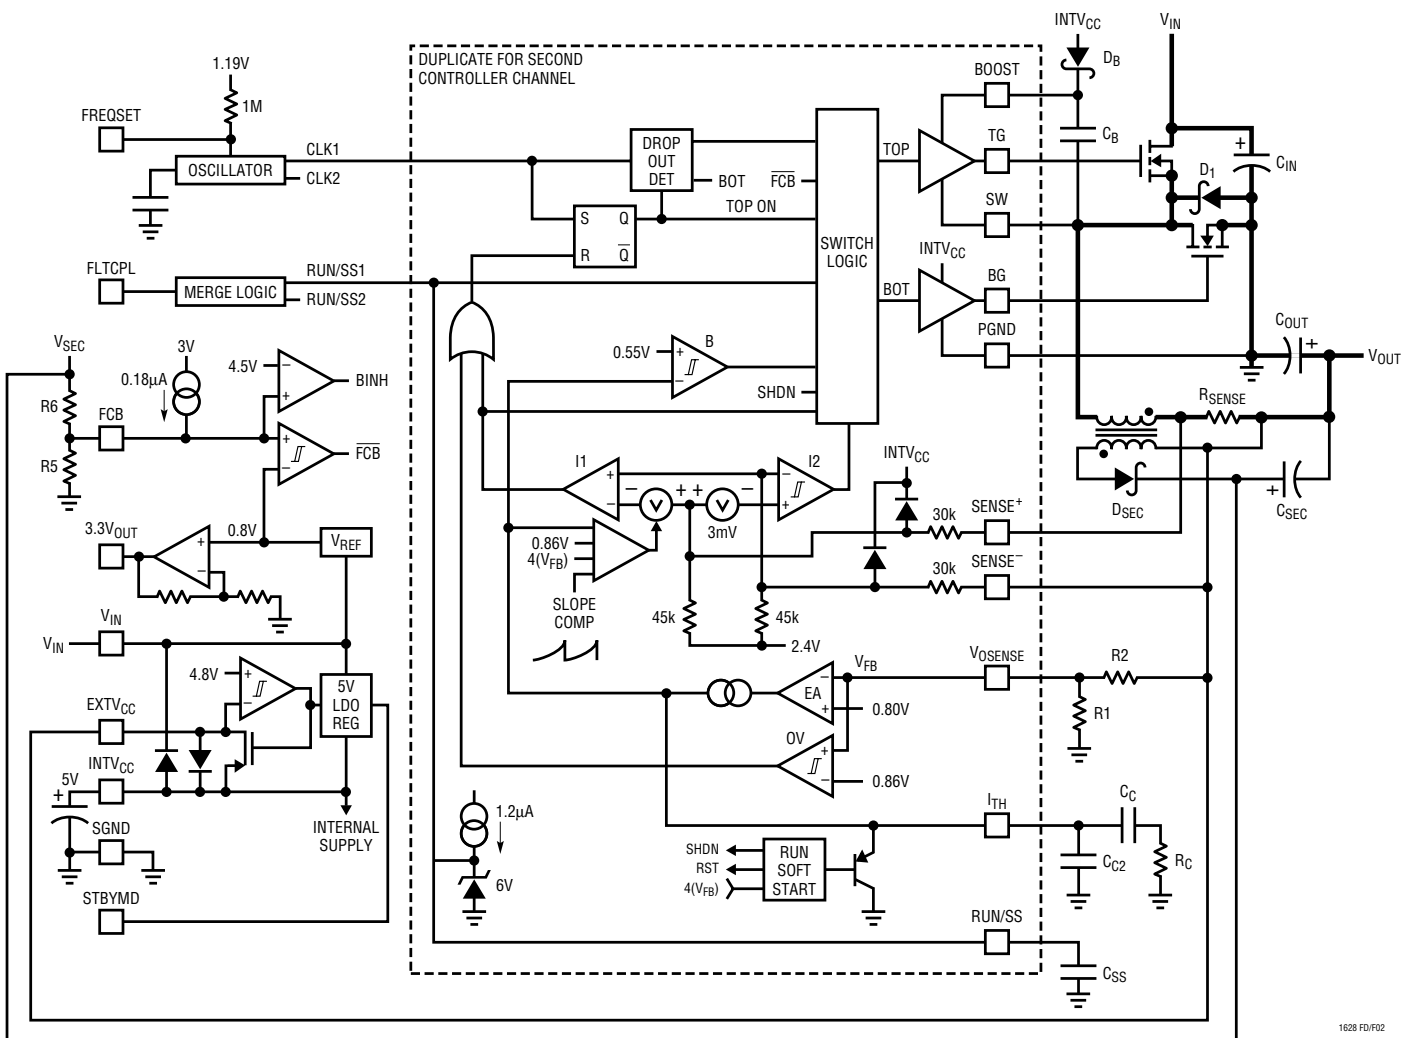 DUPLICATE FOR SECOND
CONTROLLER CHANNEL
1.19V
1M
FREQSET
OSCILLATOR
CLK1
CLK2
FLTCPL
MERGE LOGIC
RUN/SS1
RUN/SS2
VSEC
R6
R5
FCB
3V
0.18µA
4.5V
−
+
BINH
+
−
FCB
3.3VOUT
+
−
0.8V
VREF
VIN
VIN
4.8V
+
−
5V
LDO
REG
EXTVCC
INTVCC
5V
+
SGND
STBYMD
INTERNAL
SUPPLY
DROP
OUT
DET
BOT
FCB
TOP ON
S
Q
R
Q
SWITCH
LOGIC
0.55V
+
−
B
SHDN
I1
+
−
−
+
+
−
3mV
I2
−
+
0.86V
4(VFB)
SLOPE
COMP
45k
45k
2.4V
INTVCC
30k
SENSE+
30k
SENSE−
VFB
VOSENSE
EA
−
+
0.80V
OV
+
−
0.86V
1.2µA
6V
ITH
SHDN
RST
4(VFB)
RUN
SOFT
START
RUN/SS
TOP
BOOST
TG
SW
INTVCC
BOT
BG
PGND
INTVCC
DB
CB
VIN
+
CIN
D1
COUT
+
VOUT
RSENSE
DSEC
+
CSEC
R2
R1
CC
CC2
RC
CSS
1628 FD/F02